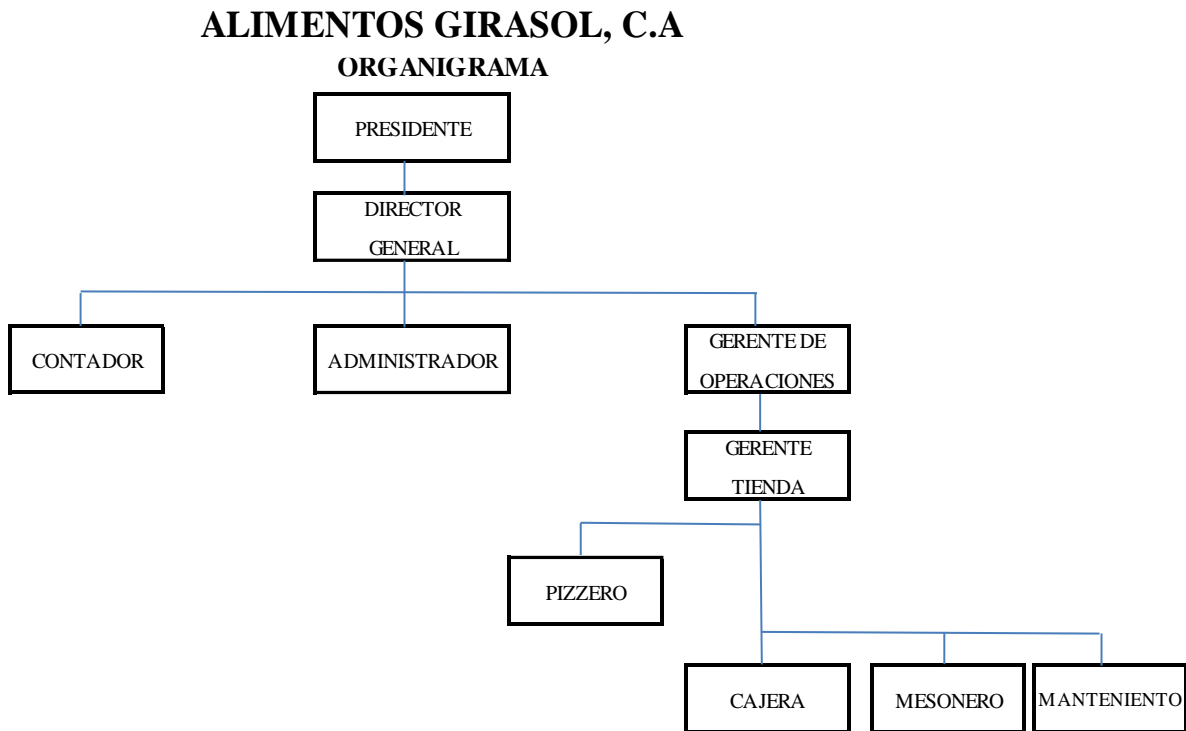 ALIMENTOS GIRASOL, C.A
ORGANIGRAMA
PRESIDENTE
DIRECTOR
GENERAL
CONTADOR
ADMINISTRADOR
GERENTE DE
OPERACIONES
GERENTE
TIENDA
PIZZERO
CAJERA
MESONERO
MANTENIENTO